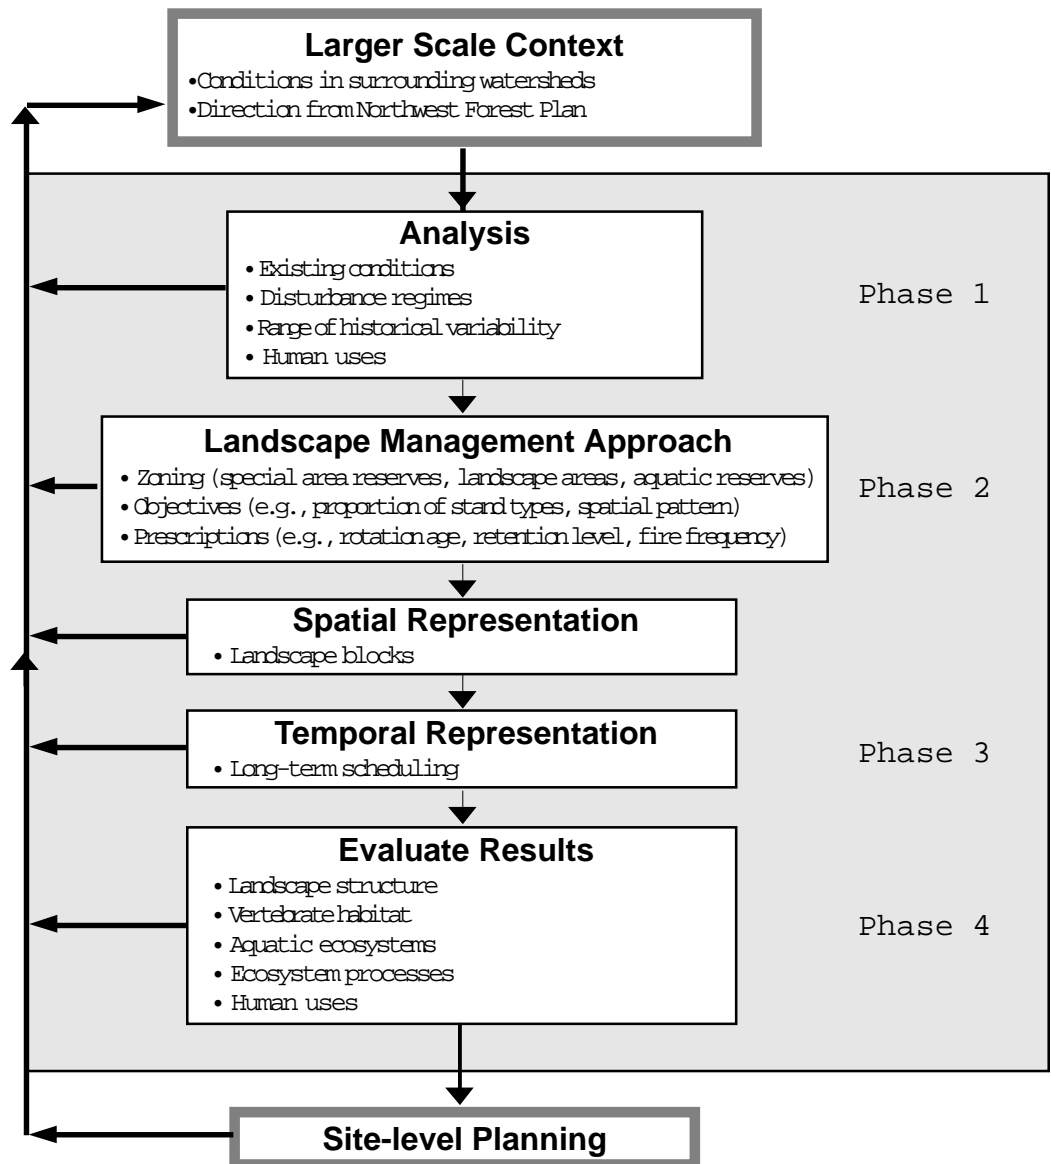 Larger Scale Context
•Conditions in surrounding watersheds
•Direction from Northwest Forest Plan
Analysis
• Existing conditions
• Disturbance regimes
• Range of historical variability
• Human uses
Phase 1
Landscape Management Approach
• Zoning (special area reserves, landscape areas, aquatic reserves)
• Objectives (e.g., proportion of stand types, spatial pattern)
• Prescriptions (e.g., rotation age, retention level, fire frequency)
Phase 2
Spatial Representation
• Landscape blocks
Temporal Representation
• Long-term scheduling
Phase 3
Evaluate Results
• Landscape structure
• Vertebrate habitat
• Aquatic ecosystems
• Ecosystem processes
• Human uses
Phase 4
Site-level Planning